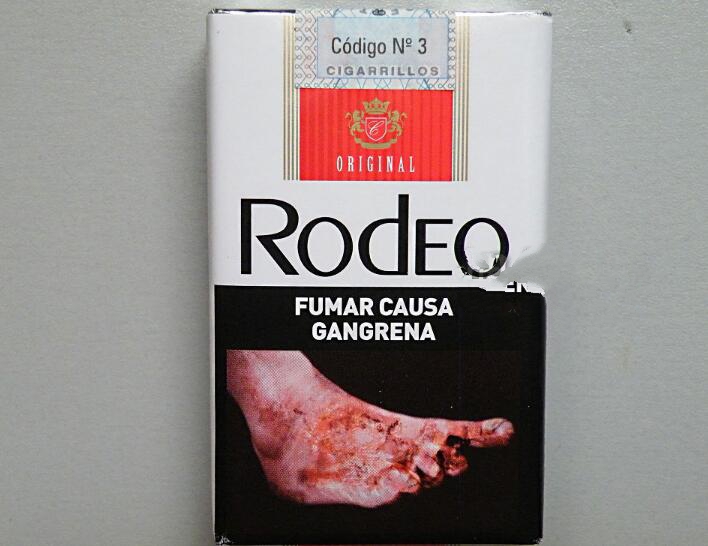 Código Nº 3
CIGARRILLOS
ORIGINAL
RODEO
FUMAR CAUSA
GANGRENA